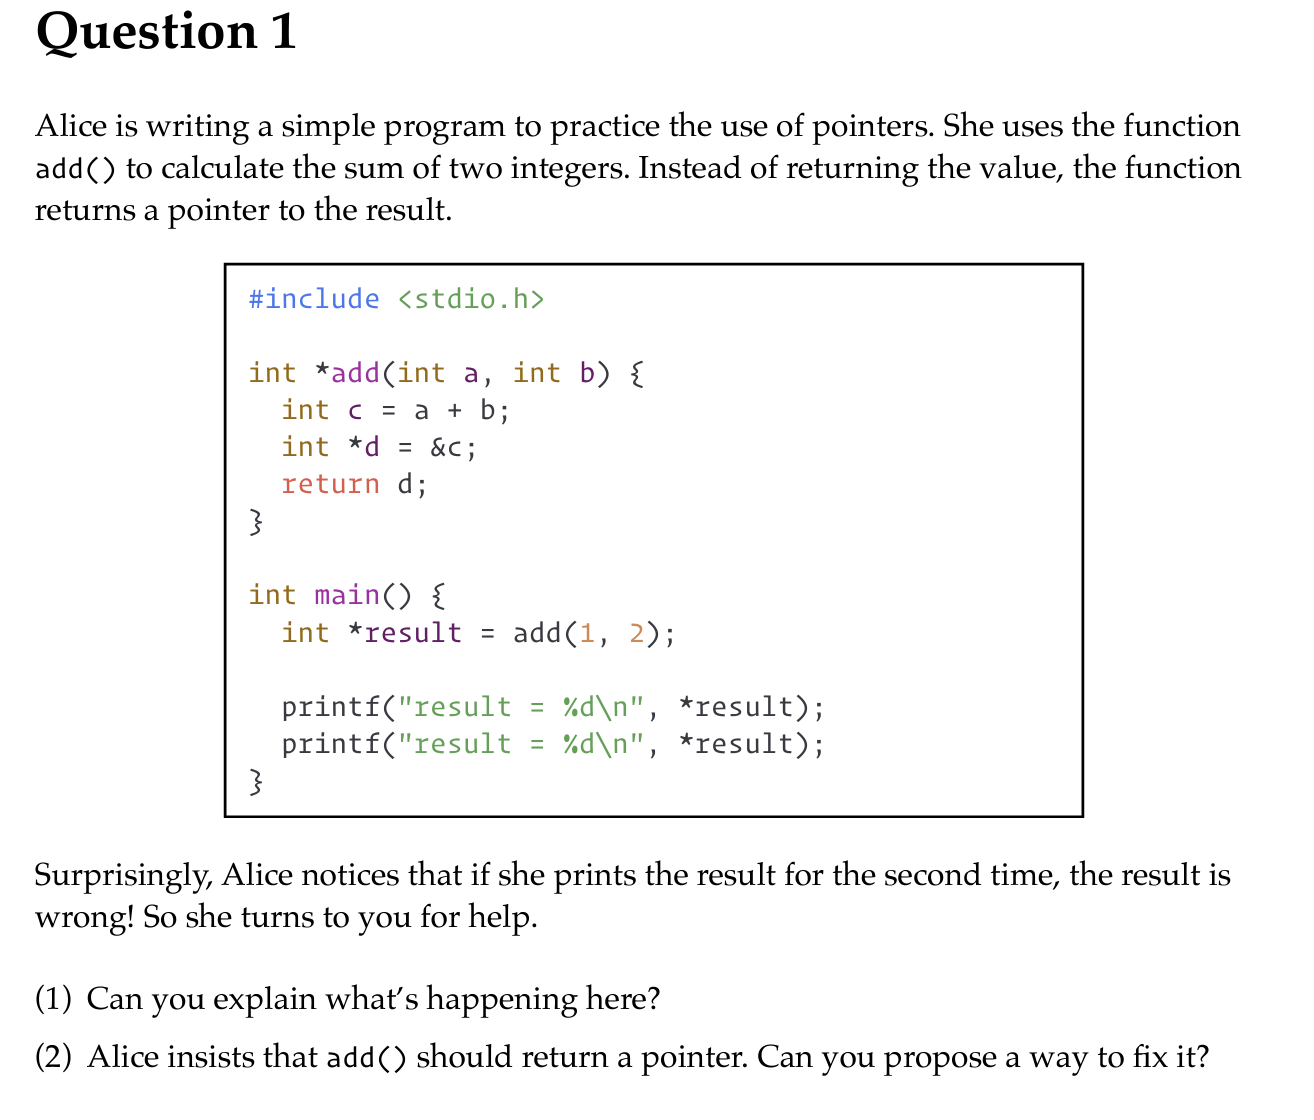 Question 1
Alice is writing a simple program to practice the use of pointers. She uses the function
add() to calculate the sum of two integers. Instead of returning the value, the function
returns a pointer to the result.
#include <stdio.h>
int *add(int a, int b) {
  int c = a + b;
  int *d = &c;
  return d;
}
int main() {
  int *result = add(1, 2);
  printf("result = %d\n", *result);
  printf("result = %d\n", *result);
}
Surprisingly, Alice notices that if she prints the result for the second time, the result is
wrong! So she turns to you for help.
(1) Can you explain what's happening here?
(2) Alice insists that add() should return a pointer. Can you propose a way to fix it?